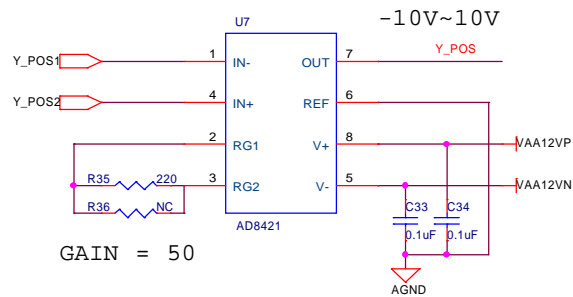 U7
-10V~10V
Y_POS1
1
IN-
OUT
7
Y_POS
Y_POS2
4
IN+
REF
6
2
RG1
V+
8
VAA12VP
R35
220
3
RG2
V-
5
VAA12VN
R36
NC
C33
C34
0.1uF
0.1uF
AD8421
GAIN = 50
AGND